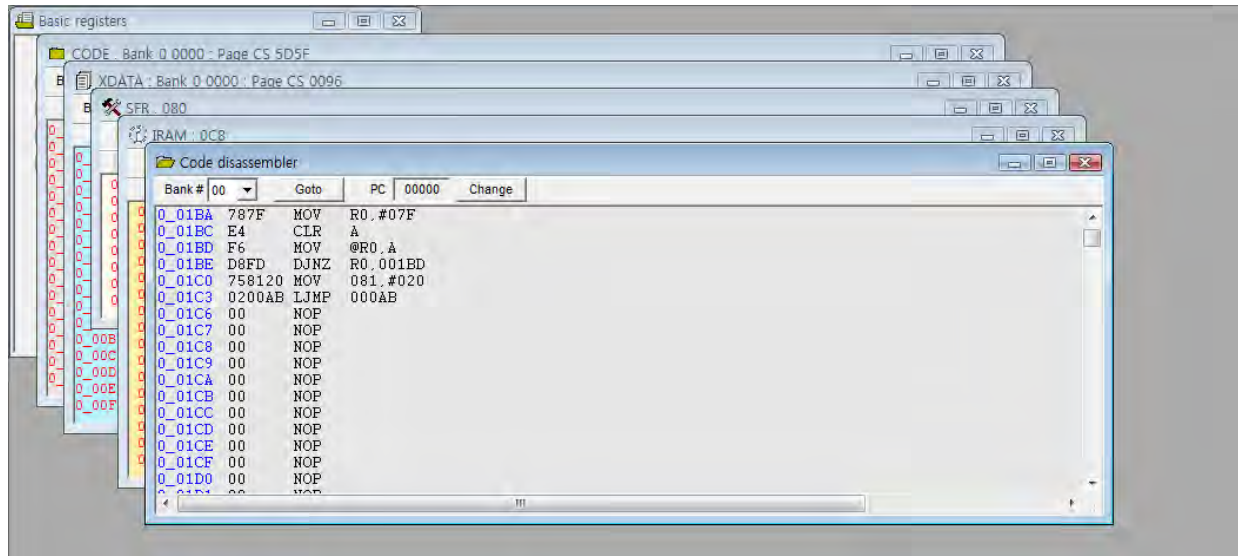 Basic registers
CODE : Bank 0 0000 : Page CS 5D5F
XDATA : Bank 0 0000 : Page CS 0096
SFR : 080
IRAM : 0C8
Code disassembler
Bank # 00 Goto PC 00000 Change
0_01BA 787F MOV R0,#07F
0_01BC E4 CLR A
0_01BD F6 MOV @R0,A
0_01BE D8FD DJNZ R0,001BD
0_01C0 758120 MOV 081,#020
0_01C3 0200AB LJMP 000AB
0_01C6 00 NOP
0_01C7 00 NOP
0_01C8 00 NOP
0_01C9 00 NOP
0_01CA 00 NOP
0_01CB 00 NOP
0_01CC 00 NOP
0_01CD 00 NOP
0_01CE 00 NOP
0_01CF 00 NOP
0_01D0 00 NOP
0_01D1 00 NOP
0_00B
0_00C
0_00D
0_00E
0_00F